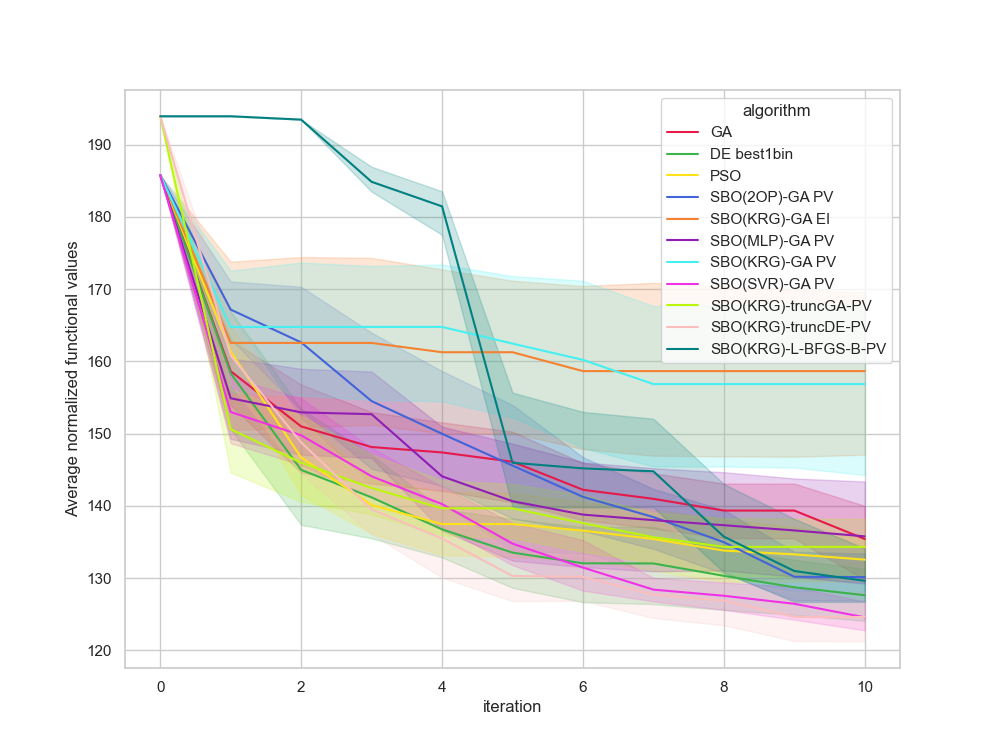 algorithm
GA
DE best1bin
PSO
SBO(2OP)-GA PV
SBO(KRG)-GA EI
SBO(MLP)-GA PV
SBO(KRG)-GA PV
SBO(SVR)-GA PV
SBO(KRG)-truncGA-PV
SBO(KRG)-truncDE-PV
SBO(KRG)-L-BFGS-B-PV
Average normalized functional values
190
180
170
160
150
140
130
120
0 2 4 6 8 10
iteration